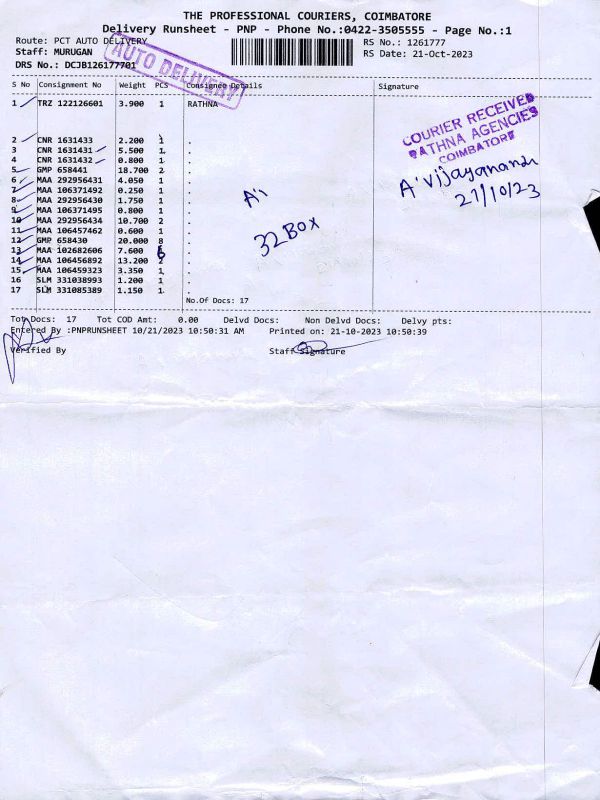 THE PROFESSIONAL COURIERS, COIMBATORE
Delivery Runsheet - PNP - Phone No.:0422-3505555 - Page No.:1
Route: PCT AUTO DELIVERY
RS No.: 1261777
Staff: MURUGAN
RS Date: 21-Oct-2023
DRS No.: DCJB126177701
AUTO DELIVERY
S No Consignment No Weight PCS Consignee Details Signature
1 TRZ 122126601 3.900 1 RATHNA
COURIER RECEIVED
RATHNA AGENCIES
COIMBATORE
A'Vijayanandh
21/10/23
2 CNR 1631433 2.200 1 .
3 CNR 1631431 5.500 1 .
4 CNR 1631432 0.800 1 .
5 GMP 658441 18.700 2 .
6 MAA 292956431 4.050 1 .
7 MAA 106371492 0.250 1 .
8 MAA 292956430 1.750 1 .
9 MAA 106371495 0.800 1 .
10 MAA 292956434 10.700 2 .
11 MAA 106457462 0.600 1 .
12 GMP 658430 20.000 8 .
13 MAA 102682606 7.600 6 .
14 MAA 106456892 13.200 2 .
15 MAA 106459323 3.350 1 .
16 SLM 331038993 1.200 1 .
17 SLM 331085389 1.150 1 .
32 Box
No.Of Docs: 17
Tot Docs: 17 Tot COD Amt: 0.00 Delvd Docs: Non Delvd Docs: Delvy pts:
Entered By :PNPRUNSHEET 10/21/2023 10:50:31 AM Printed on: 21-10-2023 10:50:39
Verified By Staff Signature